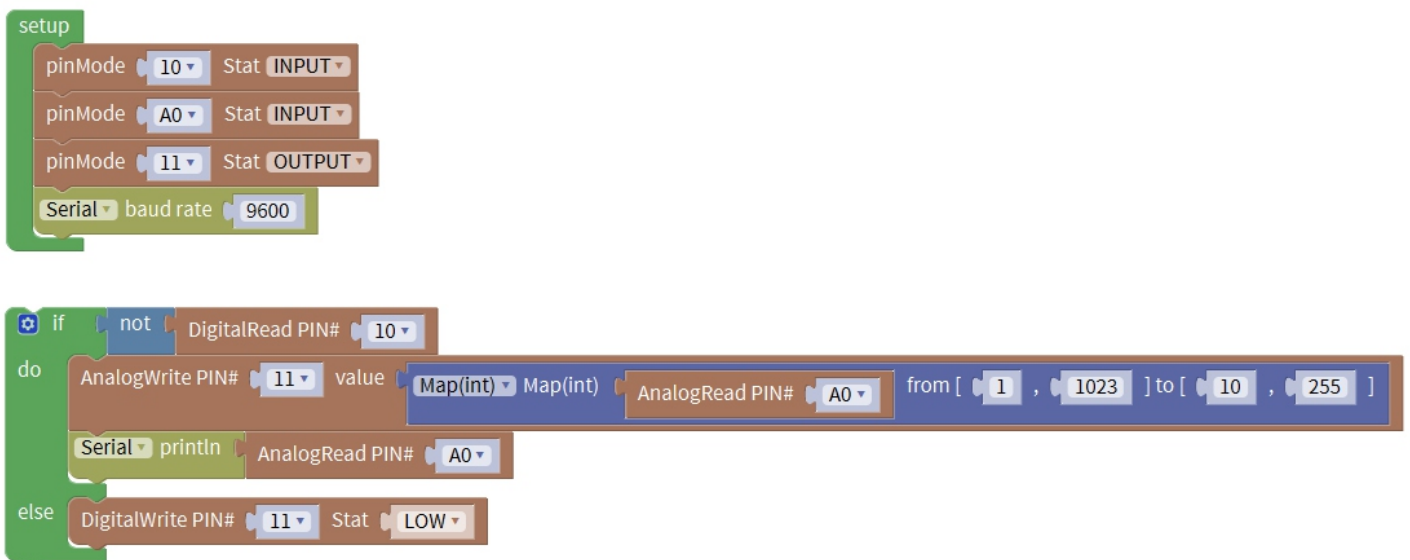 setup
pinMode 10 Stat INPUT
pinMode A0 Stat INPUT
pinMode 11 Stat OUTPUT
Serial baud rate 9600
if not DigitalRead PIN# 10
do AnalogWrite PIN# 11 value Map(int) Map(int) AnalogRead PIN# A0 from [ 1 , 1023 ] to [ 10 , 255 ]
Serial println AnalogRead PIN# A0
else DigitalWrite PIN# 11 Stat LOW